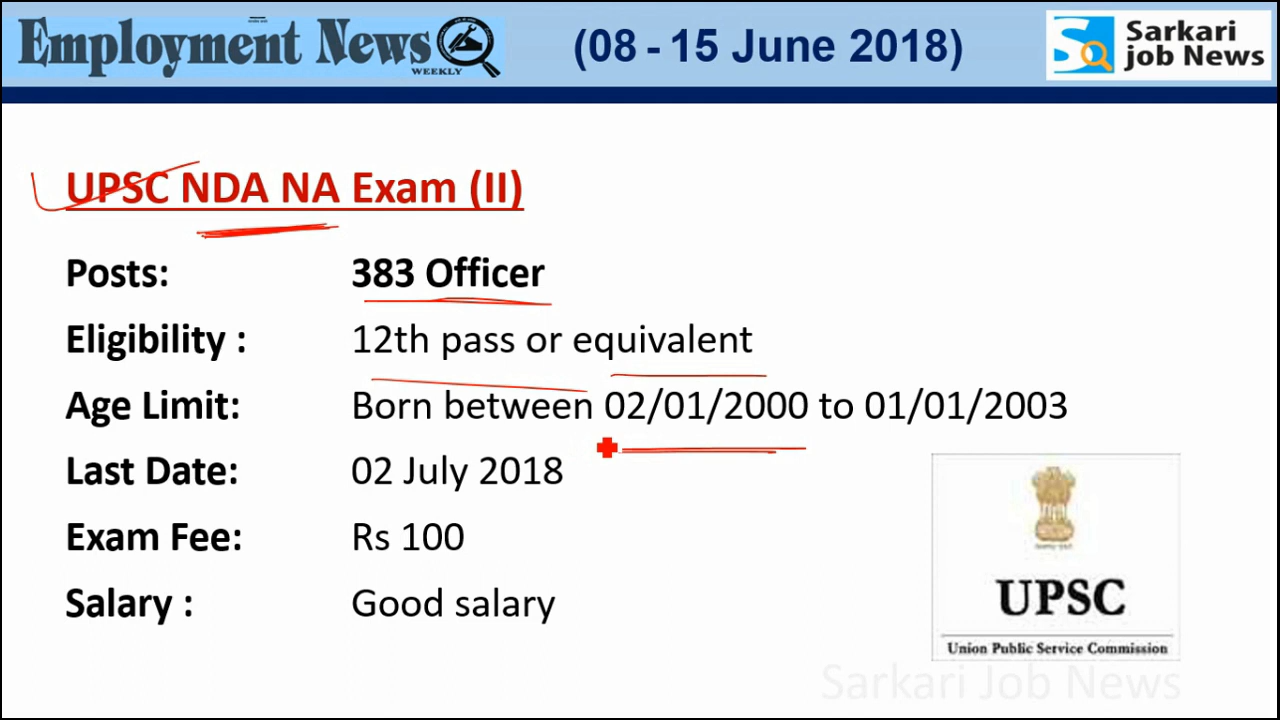 Employment News
WEEKLY
(08 - 15 June 2018)
Sarkari
Job News
UPSC NDA NA Exam (II)
Posts: 383 Officer
Eligibility : 12th pass or equivalent
Age Limit: Born between 02/01/2000 to 01/01/2003
Last Date: 02 July 2018
Exam Fee: Rs 100
Salary : Good salary
UPSC
Union Public Service Commission
Sarkari Job News